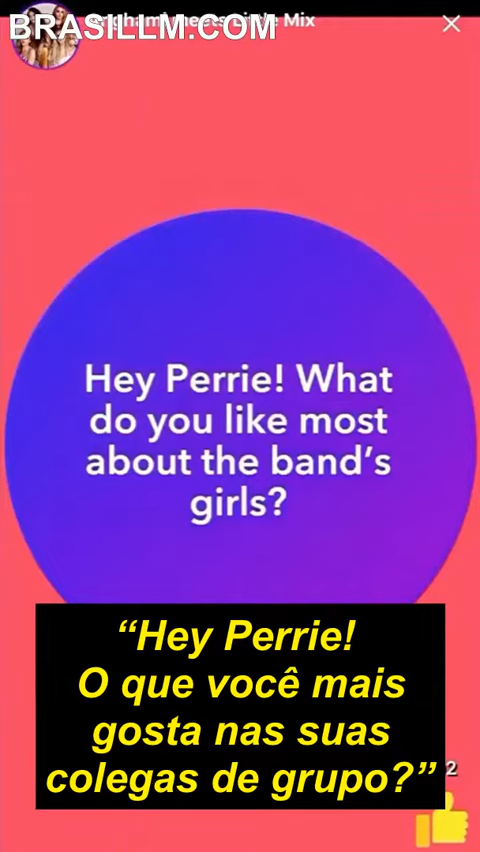 BRASILLM.COM
Mix
Hey Perrie! What
do you like most
about the band's
girls?
“Hey Perrie!
O que você mais
gosta nas suas
colegas de grupo?”
2